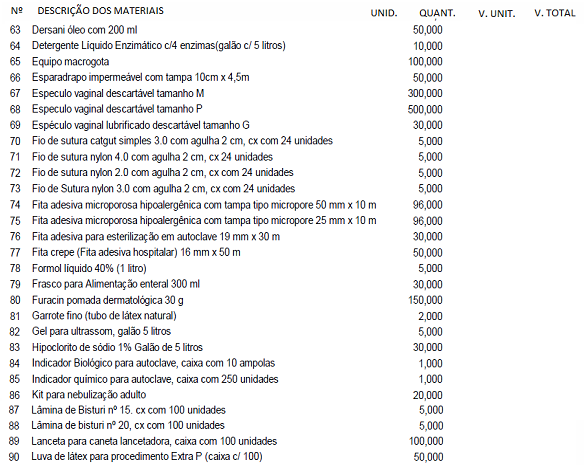 Nº DESCRIÇÃO DOS MATERIAIS UNID. QUANT. V. UNIT. V. TOTAL
63 Dersani óleo com 200 ml 50,000
64 Detergente Líquido Enzimático c/4 enzimas(galão c/ 5 litros) 10,000
65 Equipo macrogota 100,000
66 Esparadrapo impermeável com tampa 10cm x 4,5m 50,000
67 Especulo vaginal descartável tamanho M 300,000
68 Especulo vaginal descartável tamanho P 500,000
69 Espéculo vaginal lubrificado descartável tamanho G 30,000
70 Fio de sutura catgut simples 3.0 com agulha 2 cm, cx com 24 unidades 5,000
71 Fio de sutura nylon 4.0 com agulha 2 cm, cx 24 unidades 5,000
72 Fio de sutura nylon 2.0 com agulha 2 cm, cx com 24 unidades 5,000
73 Fio de Sutura nylon 3.0 com agulha 2 cm, cx com 24 unidades 5,000
74 Fita adesiva microporosa hipoalergênica com tampa tipo micropore 50 mm x 10 m 96,000
75 Fita adesiva microporosa hipoalergênica com tampa tipo micropore 25 mm x 10 m 96,000
76 Fita adesiva para esterilização em autoclave 19 mm x 30 m 30,000
77 Fita crepe (Fita adesiva hospitalar) 16 mm x 50 m 50,000
78 Formol líquido 40% (1 litro) 5,000
79 Frasco para Alimentação enteral 300 ml 30,000
80 Furacin pomada dermatológica 30 g 150,000
81 Garrote fino (tubo de látex natural) 2,000
82 Gel para ultrassom, galão 5 litros 5,000
83 Hipoclorito de sódio 1% Galão de 5 litros 30,000
84 Indicador Biológico para autoclave, caixa com 10 ampolas 1,000
85 Indicador químico para autoclave, caixa com 250 unidades 1,000
86 Kit para nebulização adulto 20,000
87 Lâmina de Bisturi nº 15. cx com 100 unidades 5,000
88 Lâmina de bisturi nº 20, cx com 100 unidades 5,000
89 Lanceta para caneta lancetadora, caixa com 100 unidades 100,000
90 Luva de látex para procedimento Extra P (caixa c/ 100) 50,000